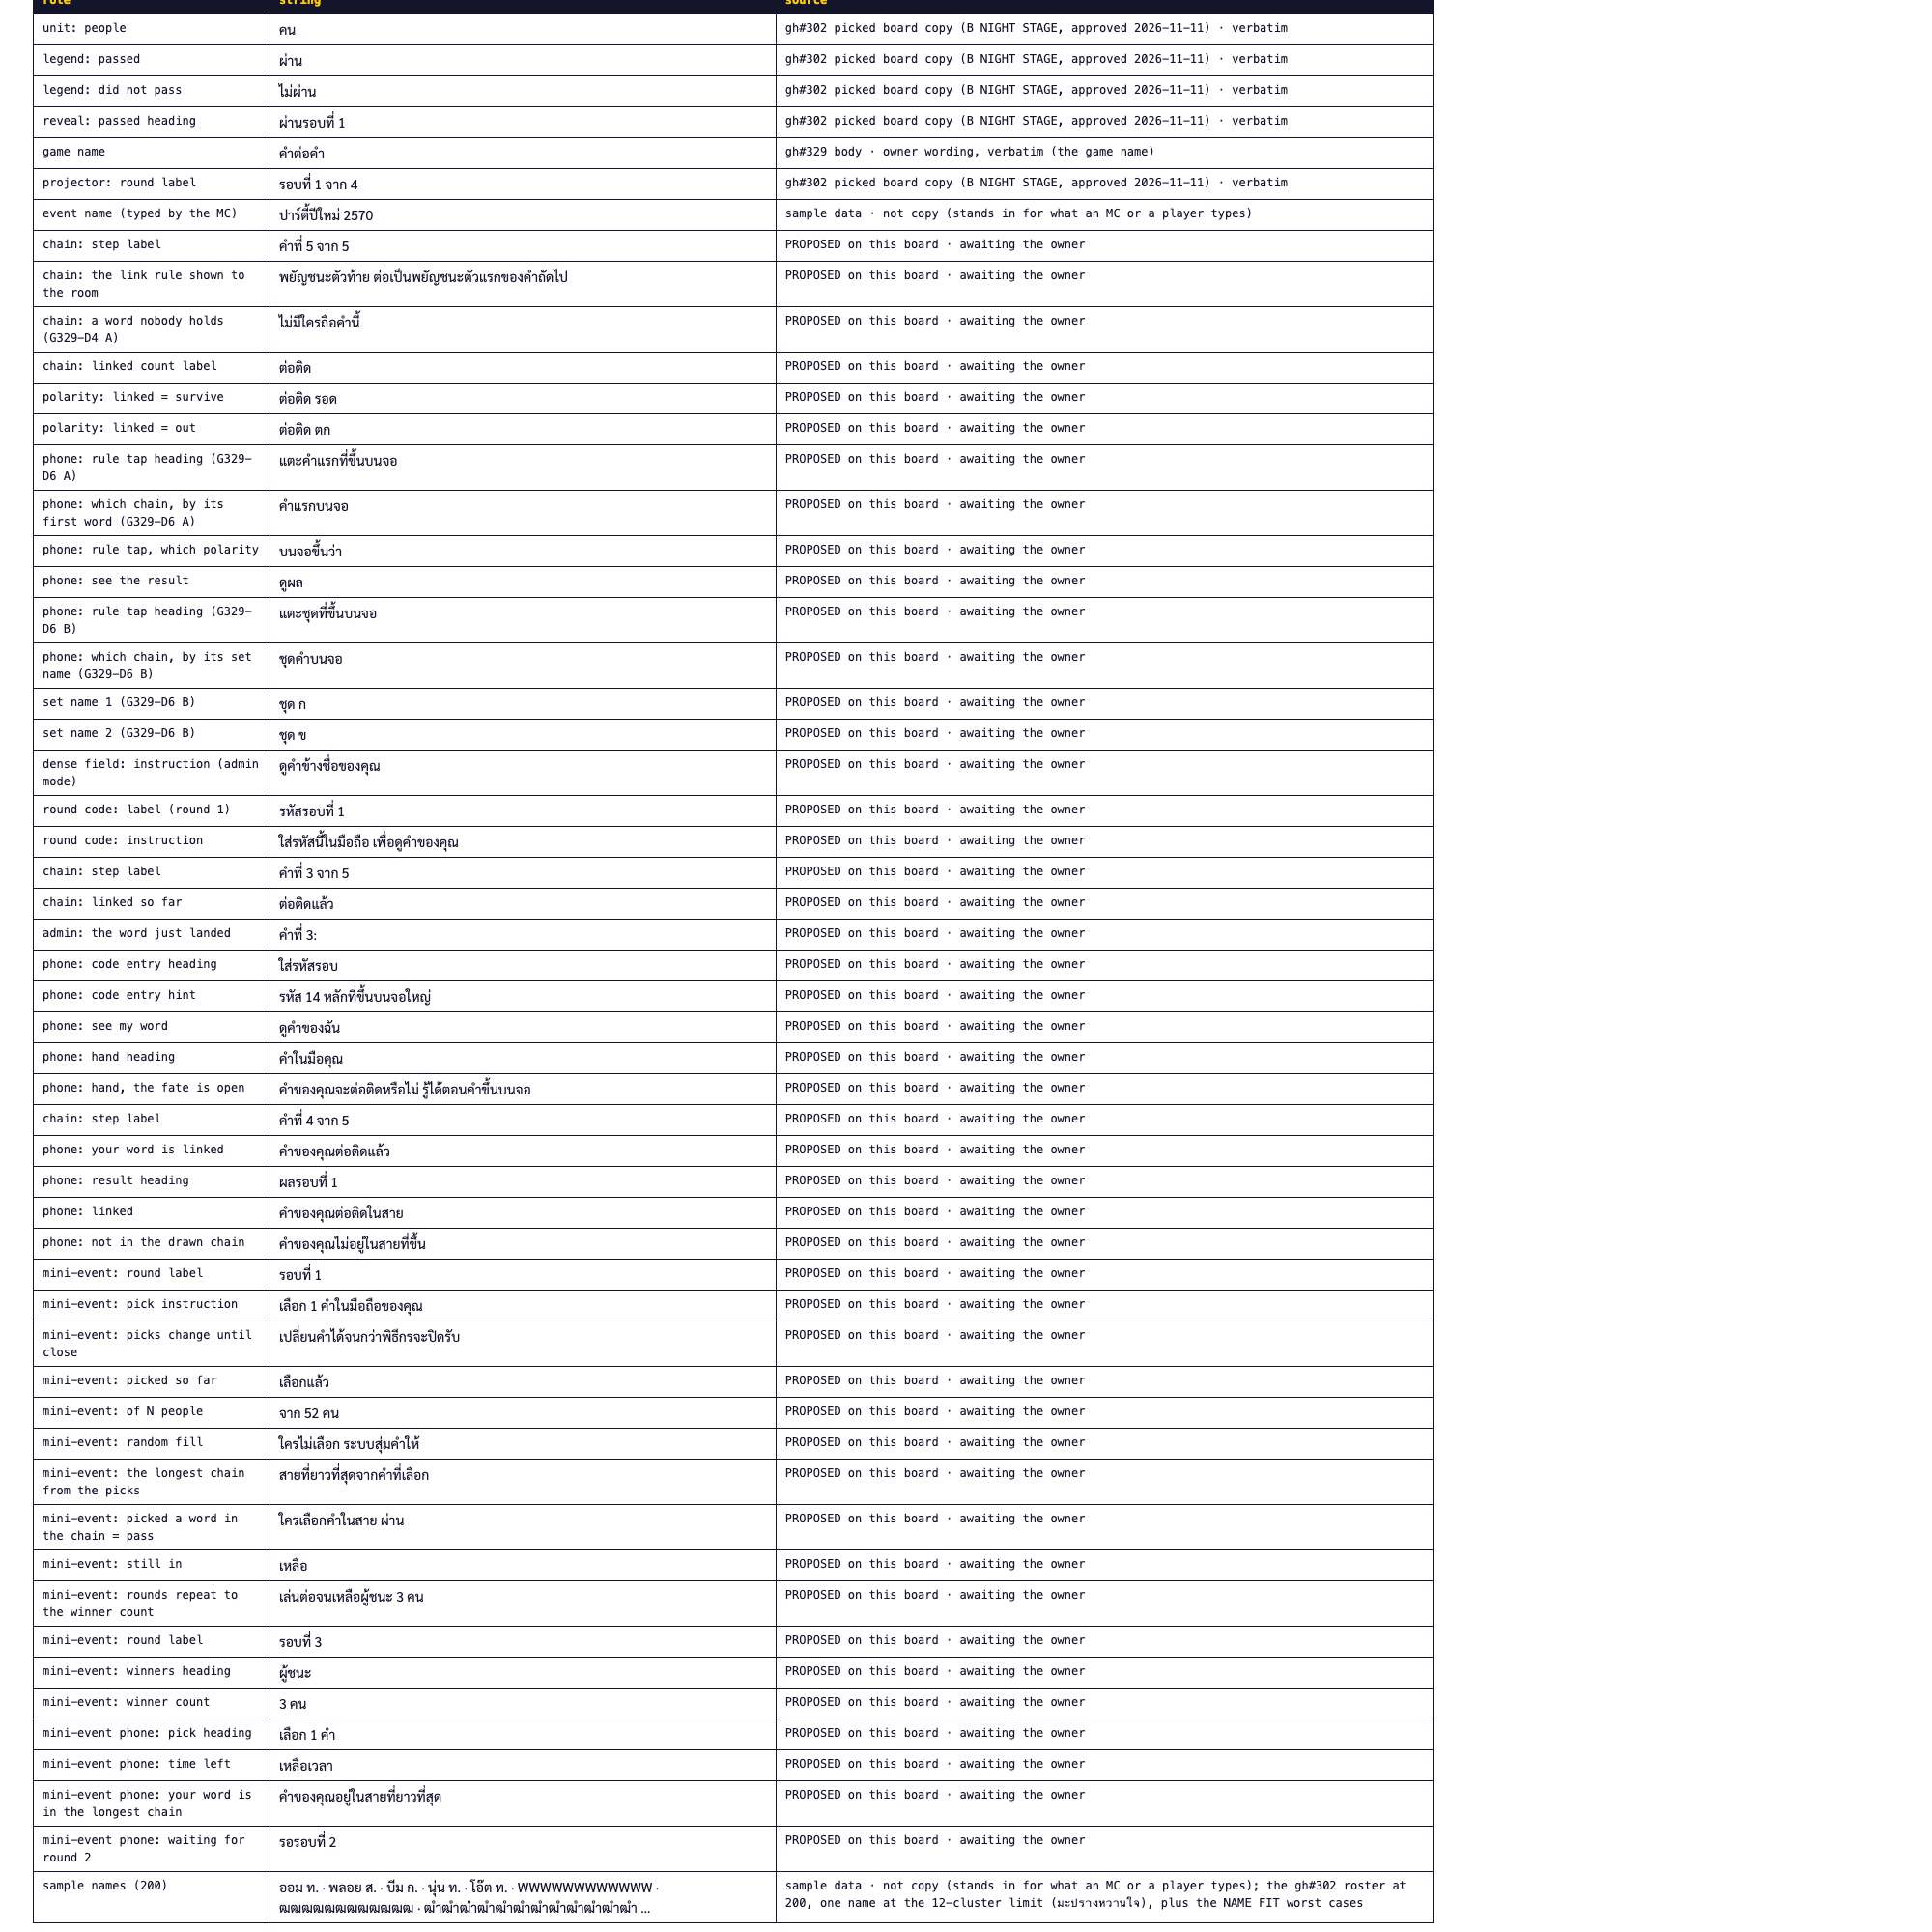 role string source
unit: people คน gh#302 picked board copy (B NIGHT STAGE, approved 2026-11-11) · verbatim
legend: passed ผ่าน gh#302 picked board copy (B NIGHT STAGE, approved 2026-11-11) · verbatim
legend: did not pass ไม่ผ่าน gh#302 picked board copy (B NIGHT STAGE, approved 2026-11-11) · verbatim
reveal: passed heading ผ่านรอบที่ 1 gh#302 picked board copy (B NIGHT STAGE, approved 2026-11-11) · verbatim
game name คำต่อคำ gh#329 body · owner wording, verbatim (the game name)
projector: round label รอบที่ 1 จาก 4 gh#302 picked board copy (B NIGHT STAGE, approved 2026-11-11) · verbatim
event name (typed by the MC) ปาร์ตี้ปีใหม่ 2570 sample data · not copy (stands in for what an MC or a player types)
chain: step label คำที่ 5 จาก 5 PROPOSED on this board · awaiting the owner
chain: the link rule shown to พยัญชนะตัวท้าย ต่อเป็นพยัญชนะตัวแรกของคำถัดไป PROPOSED on this board · awaiting the owner
the room
chain: a word nobody holds ไม่มีใครถือคำนี้ PROPOSED on this board · awaiting the owner
(G329-D4 A)
chain: linked count label ต่อติด PROPOSED on this board · awaiting the owner
polarity: linked = survive ต่อติด รอด PROPOSED on this board · awaiting the owner
polarity: linked = out ต่อติด ตก PROPOSED on this board · awaiting the owner
phone: rule tap heading (G329- แตะคำแรกที่ขึ้นบนจอ PROPOSED on this board · awaiting the owner
D6 A)
phone: which chain, by its คำแรกบนจอ PROPOSED on this board · awaiting the owner
first word (G329-D6 A)
phone: rule tap, which polarity บนจอขึ้นว่า PROPOSED on this board · awaiting the owner
phone: see the result ดูผล PROPOSED on this board · awaiting the owner
phone: rule tap heading (G329- แตะชุดที่ขึ้นบนจอ PROPOSED on this board · awaiting the owner
D6 B)
phone: which chain, by its set ชุดคำบนจอ PROPOSED on this board · awaiting the owner
name (G329-D6 B)
set name 1 (G329-D6 B) ชุด ก PROPOSED on this board · awaiting the owner
set name 2 (G329-D6 B) ชุด ข PROPOSED on this board · awaiting the owner
dense field: instruction (admin ดูคำข้างชื่อของคุณ PROPOSED on this board · awaiting the owner
mode)
round code: label (round 1) รหัสรอบที่ 1 PROPOSED on this board · awaiting the owner
round code: instruction ใส่รหัสนี้ในมือถือ เพื่อดูคำของคุณ PROPOSED on this board · awaiting the owner
chain: step label คำที่ 3 จาก 5 PROPOSED on this board · awaiting the owner
chain: linked so far ต่อติดแล้ว PROPOSED on this board · awaiting the owner
admin: the word just landed คำที่ 3: PROPOSED on this board · awaiting the owner
phone: code entry heading ใส่รหัสรอบ PROPOSED on this board · awaiting the owner
phone: code entry hint รหัส 14 หลักที่ขึ้นบนจอใหญ่ PROPOSED on this board · awaiting the owner
phone: see my word ดูคำของฉัน PROPOSED on this board · awaiting the owner
phone: hand heading คำในมือคุณ PROPOSED on this board · awaiting the owner
phone: hand, the fate is open คำของคุณจะต่อติดหรือไม่ รู้ได้ตอนคำขึ้นบนจอ PROPOSED on this board · awaiting the owner
chain: step label คำที่ 4 จาก 5 PROPOSED on this board · awaiting the owner
phone: your word is linked คำของคุณต่อติดแล้ว PROPOSED on this board · awaiting the owner
phone: result heading ผลรอบที่ 1 PROPOSED on this board · awaiting the owner
phone: linked คำของคุณต่อติดในสาย PROPOSED on this board · awaiting the owner
phone: not in the drawn chain คำของคุณไม่อยู่ในสายที่ขึ้น PROPOSED on this board · awaiting the owner
mini-event: round label รอบที่ 1 PROPOSED on this board · awaiting the owner
mini-event: pick instruction เลือก 1 คำในมือถือของคุณ PROPOSED on this board · awaiting the owner
mini-event: picks change until เปลี่ยนคำได้จนกว่าพิธีกรจะปิดรับ PROPOSED on this board · awaiting the owner
close
mini-event: picked so far เลือกแล้ว PROPOSED on this board · awaiting the owner
mini-event: of N people จาก 52 คน PROPOSED on this board · awaiting the owner
mini-event: random fill ใครไม่เลือก ระบบสุ่มคำให้ PROPOSED on this board · awaiting the owner
mini-event: the longest chain สายที่ยาวที่สุดจากคำที่เลือก PROPOSED on this board · awaiting the owner
from the picks
mini-event: picked a word in ใครเลือกคำในสาย ผ่าน PROPOSED on this board · awaiting the owner
the chain = pass
mini-event: still in เหลือ PROPOSED on this board · awaiting the owner
mini-event: rounds repeat to เล่นต่อจนเหลือผู้ชนะ 3 คน PROPOSED on this board · awaiting the owner
the winner count
mini-event: round label รอบที่ 3 PROPOSED on this board · awaiting the owner
mini-event: winners heading ผู้ชนะ PROPOSED on this board · awaiting the owner
mini-event: winner count 3 คน PROPOSED on this board · awaiting the owner
mini-event phone: pick heading เลือก 1 คำ PROPOSED on this board · awaiting the owner
mini-event phone: time left เหลือเวลา PROPOSED on this board · awaiting the owner
mini-event phone: your word is คำของคุณอยู่ในสายที่ยาวที่สุด PROPOSED on this board · awaiting the owner
in the longest chain
mini-event phone: waiting for รอรอบที่ 2 PROPOSED on this board · awaiting the owner
round 2
sample names (200) ออม ท. · พลอย ส. · บีม ก. · นุ่น ท. · โอ๊ต ท. · WWWWWWWWWWWW · sample data · not copy (stands in for what an MC or a player types); the gh#302 roster at
200, one name at the 12-cluster limit (มะปรางหวานใจ), plus the NAME FIT worst cases